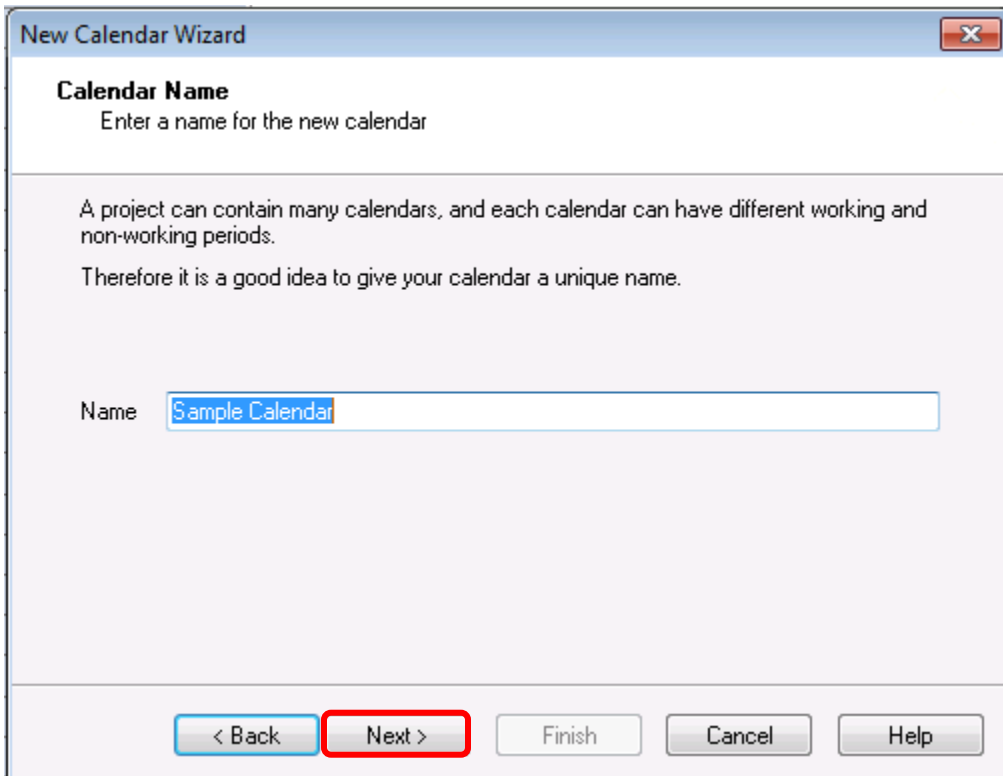 New Calendar Wizard
Calendar Name
Enter a name for the new calendar
A project can contain many calendars, and each calendar can have different working and
non-working periods.
Therefore it is a good idea to give your calendar a unique name.
Name Sample Calendar
< Back Next > Finish Cancel Help